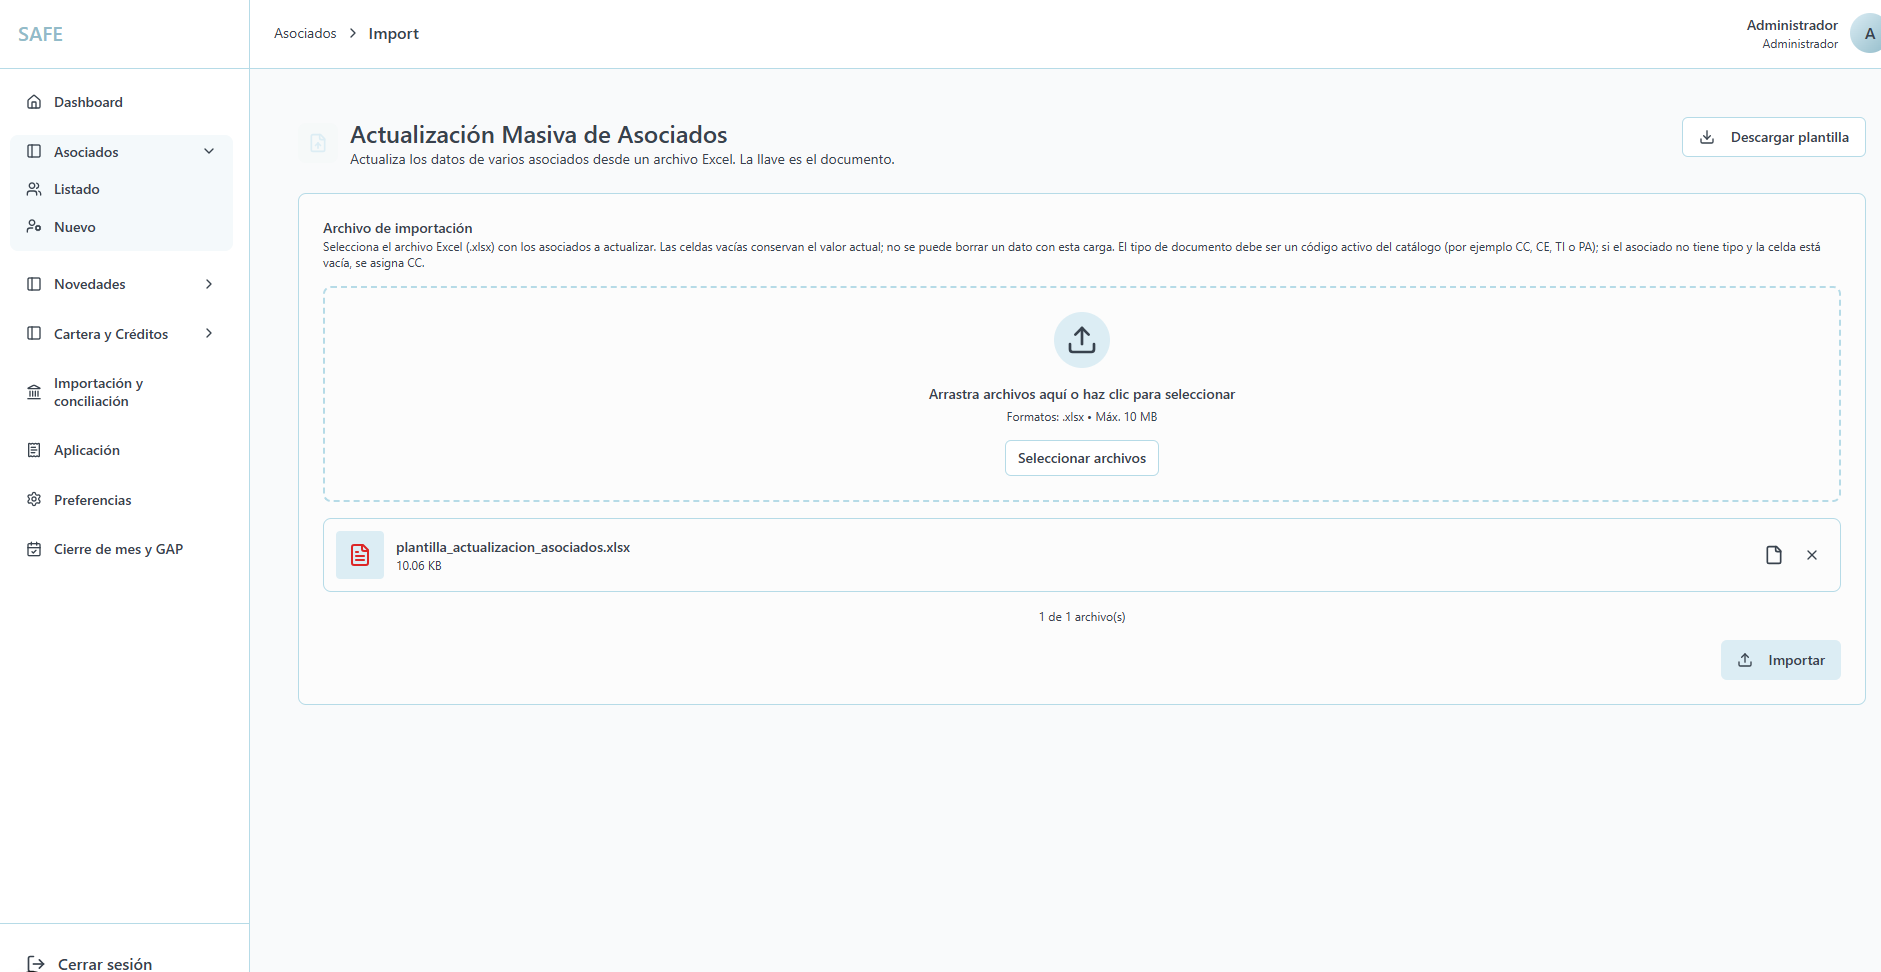 SAFE
Asociados
Import
Administrador
Administrador
A
Dashboard
Asociados
Listado
Nuevo
Novedades
Cartera y Créditos
Importación y
conciliación
Aplicación
Preferencias
Cierre de mes y GAP
Cerrar sesión
Actualización Masiva de Asociados
Actualiza los datos de varios asociados desde un archivo Excel. La llave es el documento.
Descargar plantilla
Archivo de importación
Selecciona el archivo Excel (.xlsx) con los asociados a actualizar. Las celdas vacías conservan el valor actual; no se puede borrar un dato con esta carga. El tipo de documento debe ser un código activo del catálogo (por ejemplo CC, CE, TI o PA); si el asociado no tiene tipo y la celda está
vacía, se asigna CC.
Arrastra archivos aquí o haz clic para seleccionar
Formatos: .xlsx • Máx. 10 MB
Seleccionar archivos
plantilla_actualizacion_asociados.xlsx
10.06 KB
1 de 1 archivo(s)
Importar